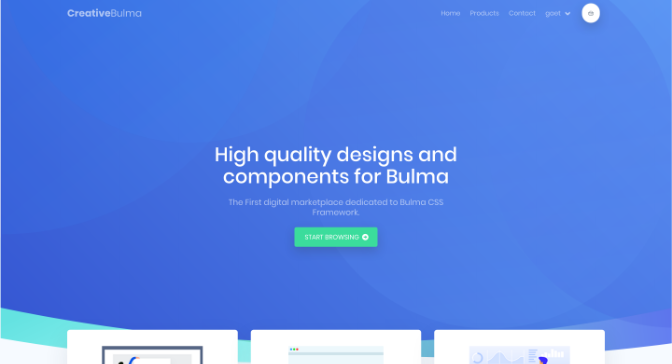 CreativeBulma
Home Products Contact gaet
High quality designs and
components for Bulma
The First digital marketplace dedicated to Bulma CSS
Framework.
START BROWSING